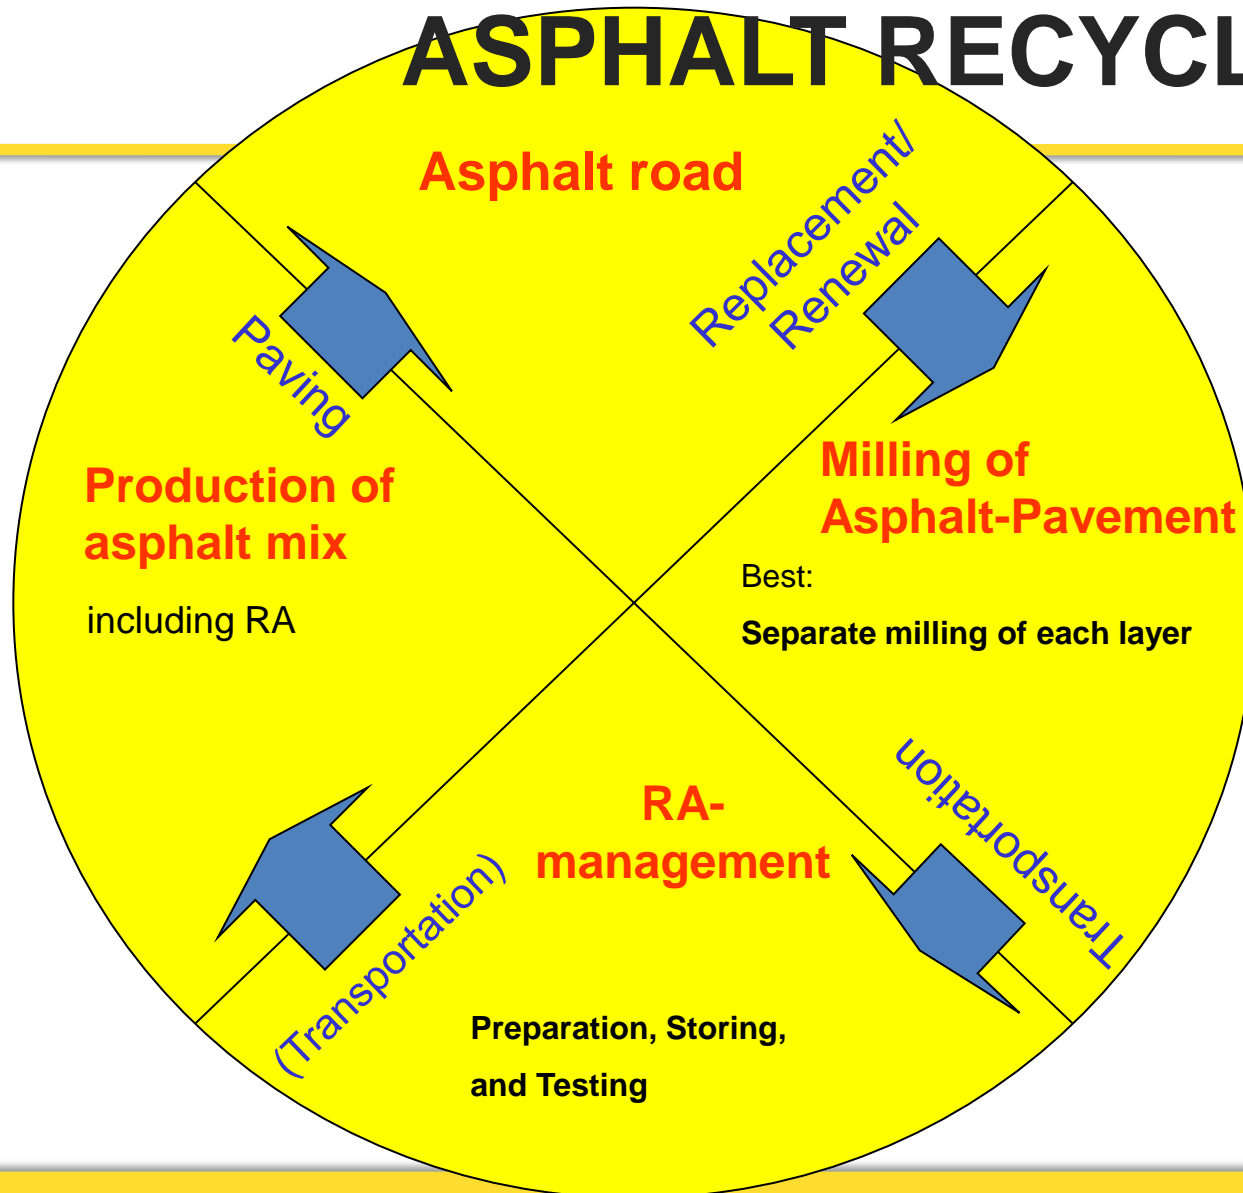 ASPHALT RECYCL
Asphalt road
Replacement/
Renewal
Paving
Production of
asphalt mix
including RA
Milling of
Asphalt-Pavement
Best:
Separate milling of each layer
Transportation
RA-
management
(Transportation)
Preparation, Storing,
and Testing